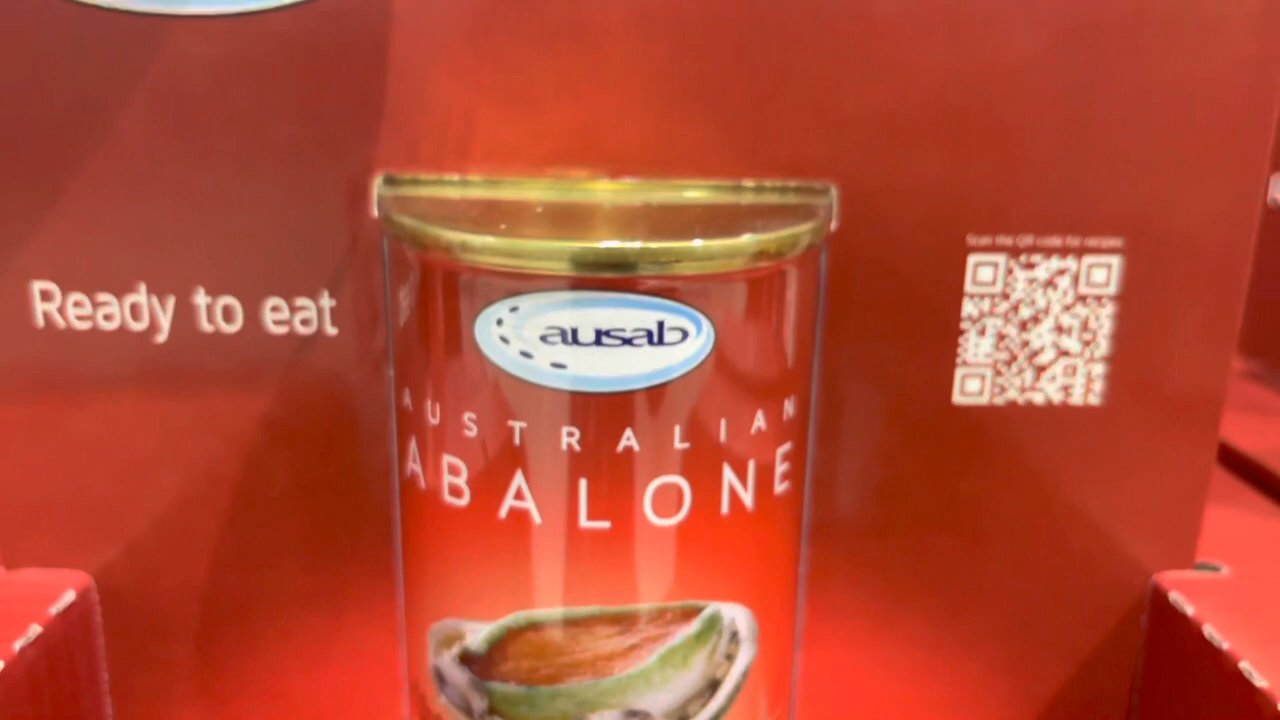 Ready to eat
ausab
AUSTRALIAN
ABALONE
Scan the QR code for recipes